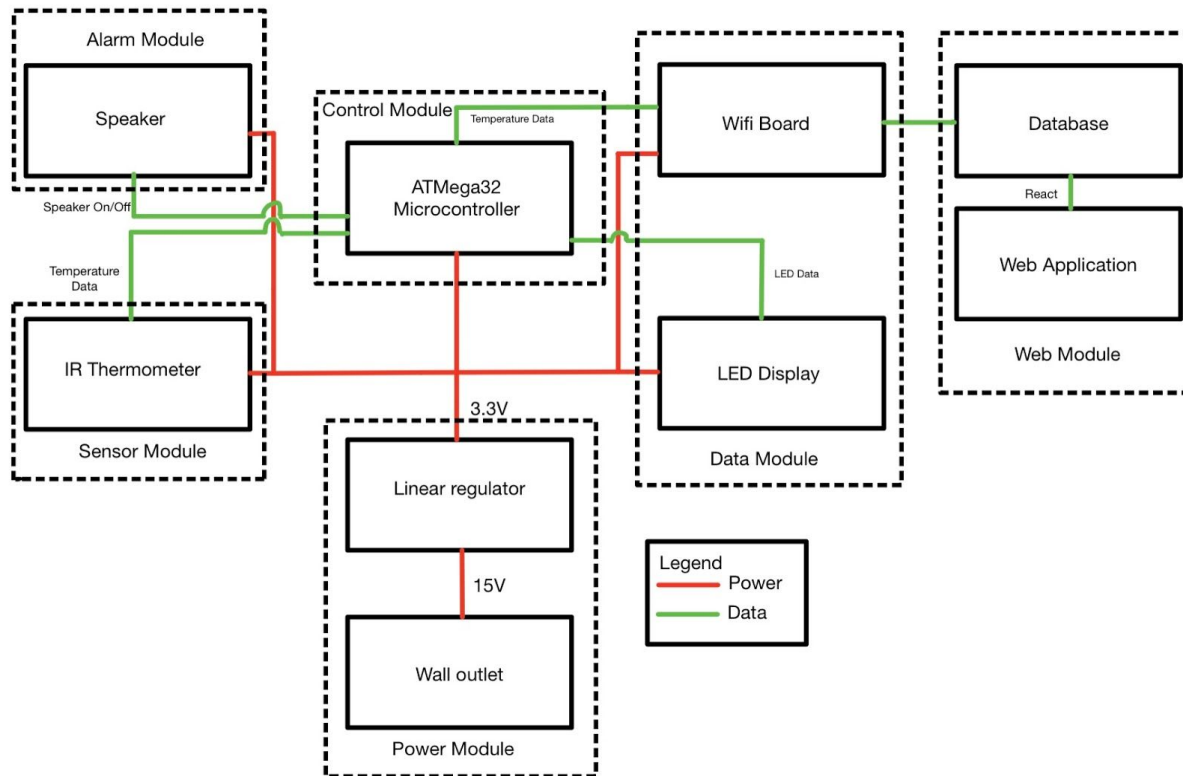 Alarm Module
Speaker
Speaker On/Off
Temperature
Data
IR Thermometer
Sensor Module
Control Module
Temperature Data
ATMega32
Microcontroller
3.3V
Linear regulator
15V
Wall outlet
Power Module
Wifi Board
LED Data
LED Display
Data Module
Database
React
Web Application
Web Module
Legend
Power
Data